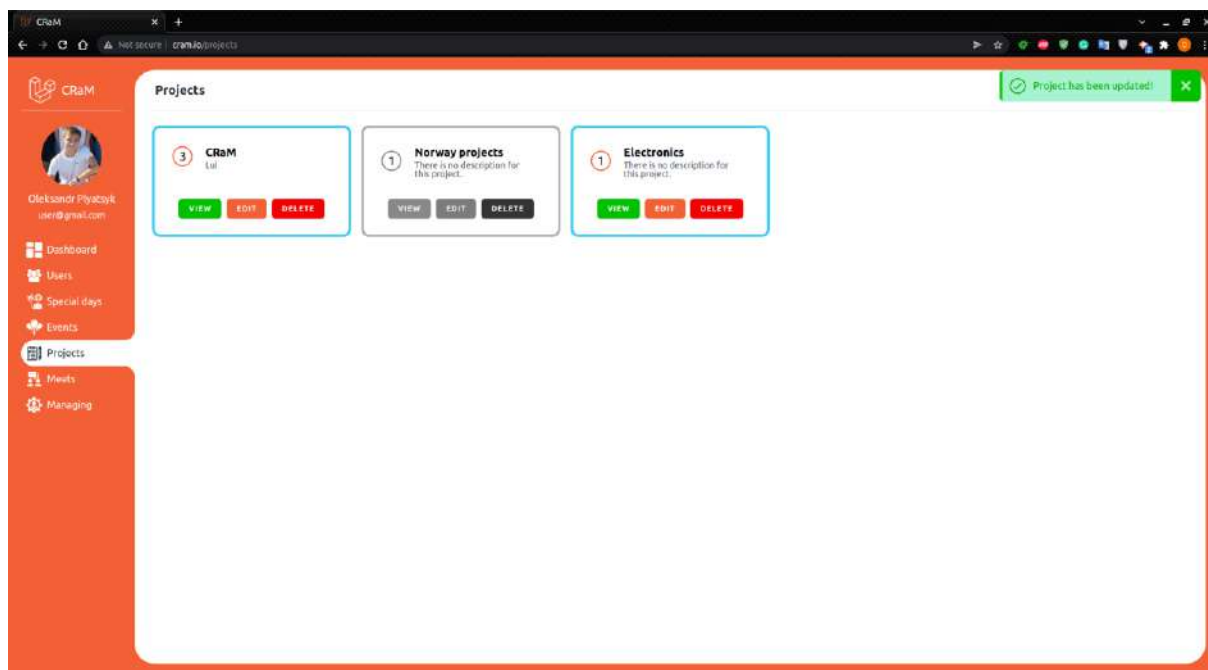 CRaM
Not secure | cram.io/projects
CRaM
Projects
Project has been updated!
Oleksandr Plyatsyk
user@gmail.com
Dashboard
Users
Special days
Events
Projects
Meets
Managing
3
CRaM
Lui
VIEW EDIT DELETE
1
Norway projects
There is no description for
this project.
VIEW EDIT DELETE
1
Electronics
There is no description for
this project.
VIEW EDIT DELETE